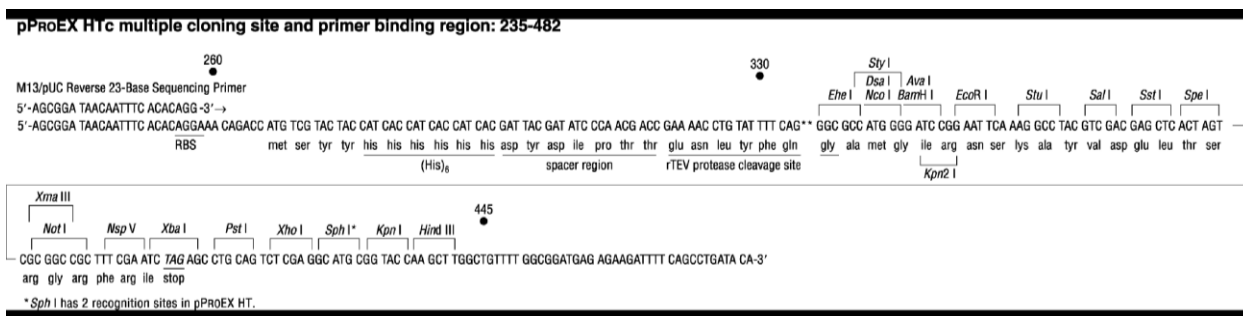 pPROEX HTc multiple cloning site and primer binding region: 235-482
260
330
Sty I
M13/pUC Reverse 23-Base Sequencing Primer
Dsa I Ava I
Ehe I Nco I BamH I EcoR I Stu I Sal I Sst I Spe I
5′-AGCGGA TAACAATTTC ACACAGG-3′→
5′-AGCGGA TAACAATTTC ACACAGGAAA CAGACC ATG TCG TAC TAC CAT CAC CAT CAC CAT CAC GAT TAC GAT ATC CCA ACG ACC GAA AAC CTG TAT TTT CAG** GGC GCC ATG GGG ATC CGG AAT TCA AAG GCC TAC GTC GAC GAG CTC ACT AGT
RBS met ser tyr tyr his his his his his his asp tyr asp ile pro thr thr glu asn leu tyr phe gln gly ala met gly ile arg asn ser lys ala tyr val asp glu leu thr ser
(His)6 spacer region rTEV protease cleavage site Kpn2 I
Xma III
445
Not I Nsp V Xba I Pst I Xho I Sph I* Kpn I Hind III
CGC GGC CGC TTT CGA ATC TAG AGC CTG CAG TCT CGA GGC ATG CGG TACC AA GCT T TGGCTGTTTT GGCGGATGAG AGAAGATTTT CAGCCTGATA CA-3′
arg gly arg phe arg ile stop
*Sph I has 2 recognition sites in pPROEX HT.